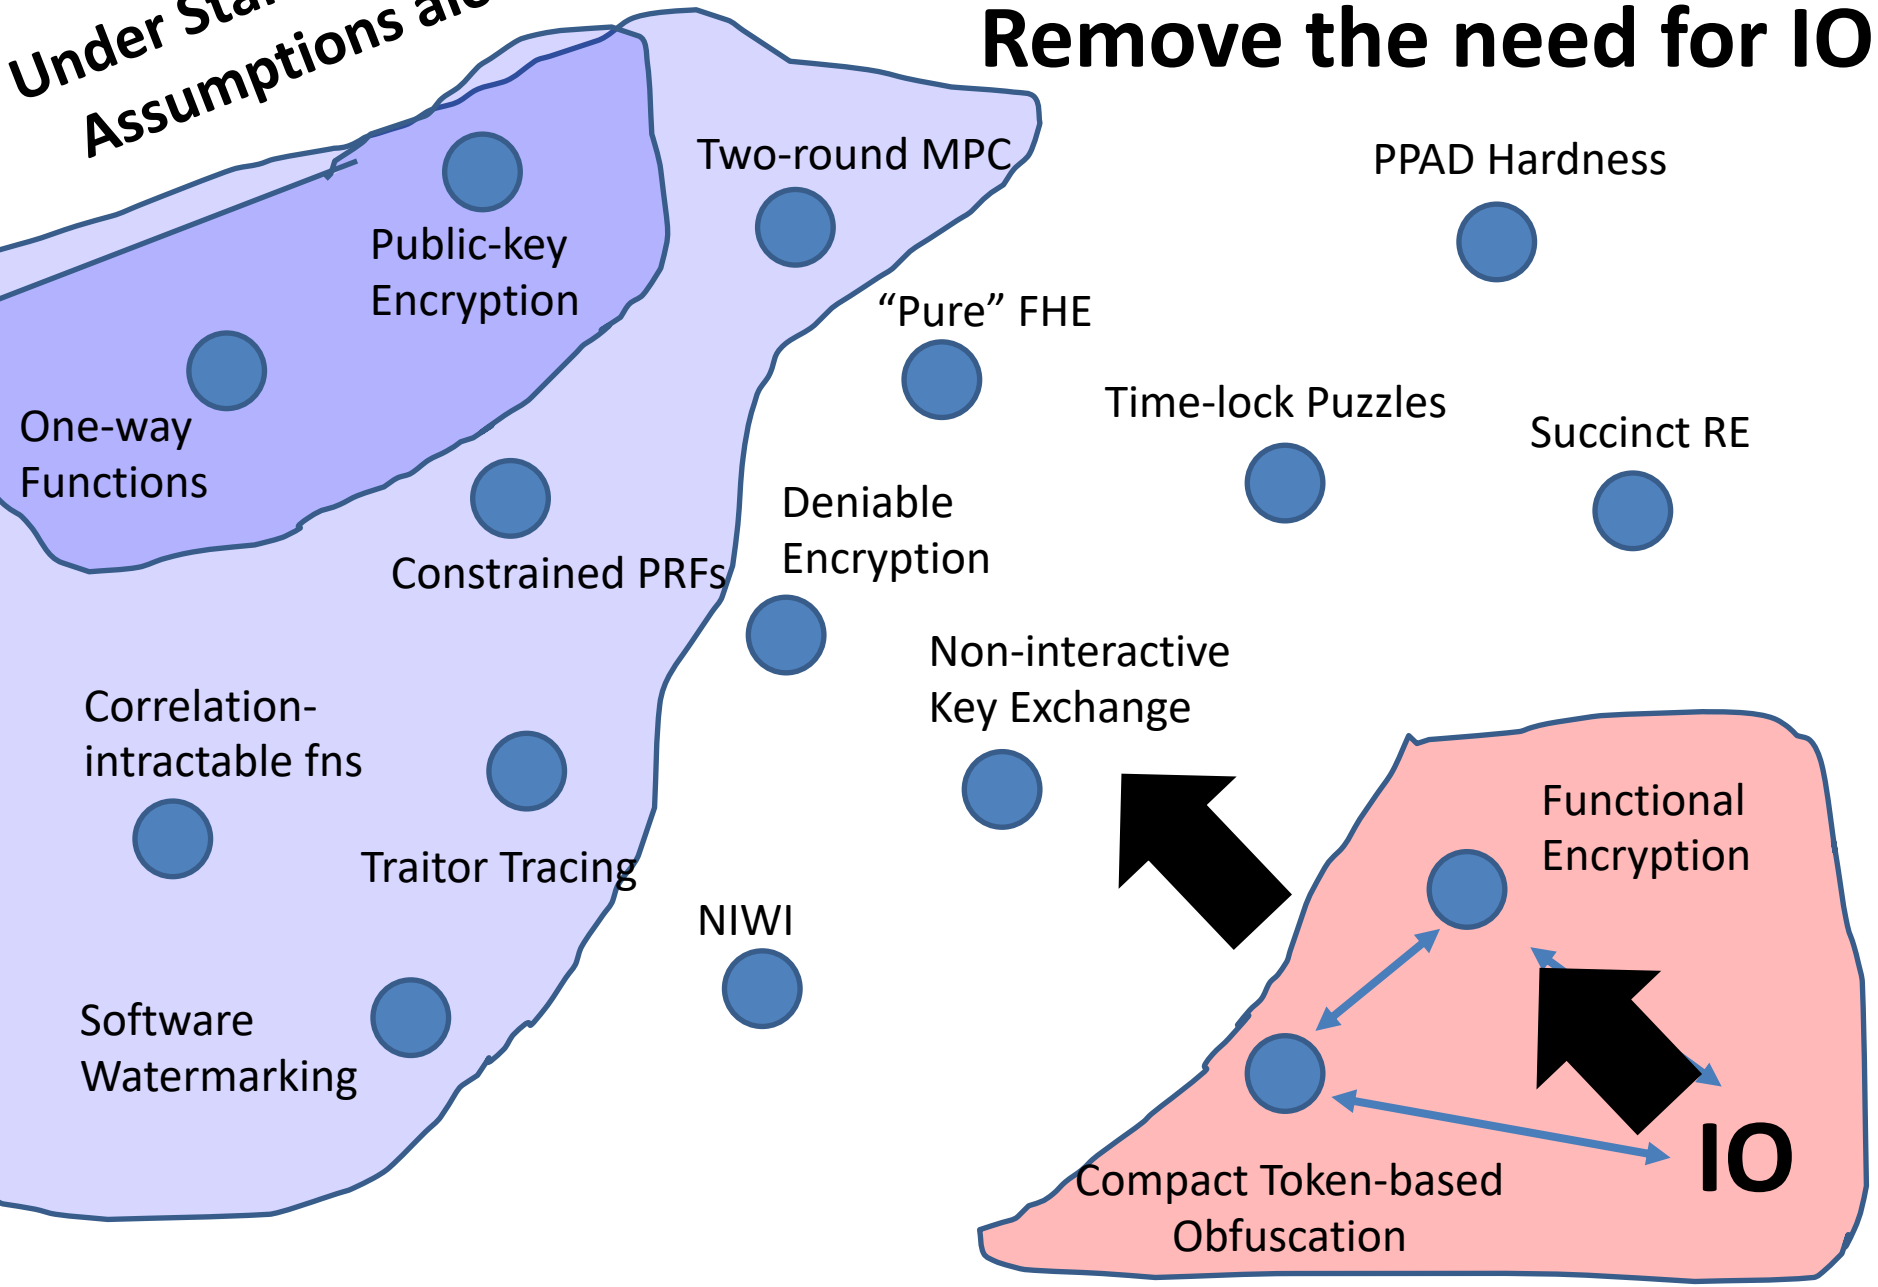 Under
Assumptions
Remove the need for IO
Two-round MPC
PPAD Hardness
Public-key
Encryption
“Pure” FHE
Time-lock Puzzles
Succinct RE
One-way
Functions
Deniable
Encryption
Constrained PRFs
Non-interactive
Key Exchange
Correlation-
intractable fns
Functional
Encryption
Traitor Tracing
NIWI
Software
Watermarking
IO
Compact Token-based
Obfuscation